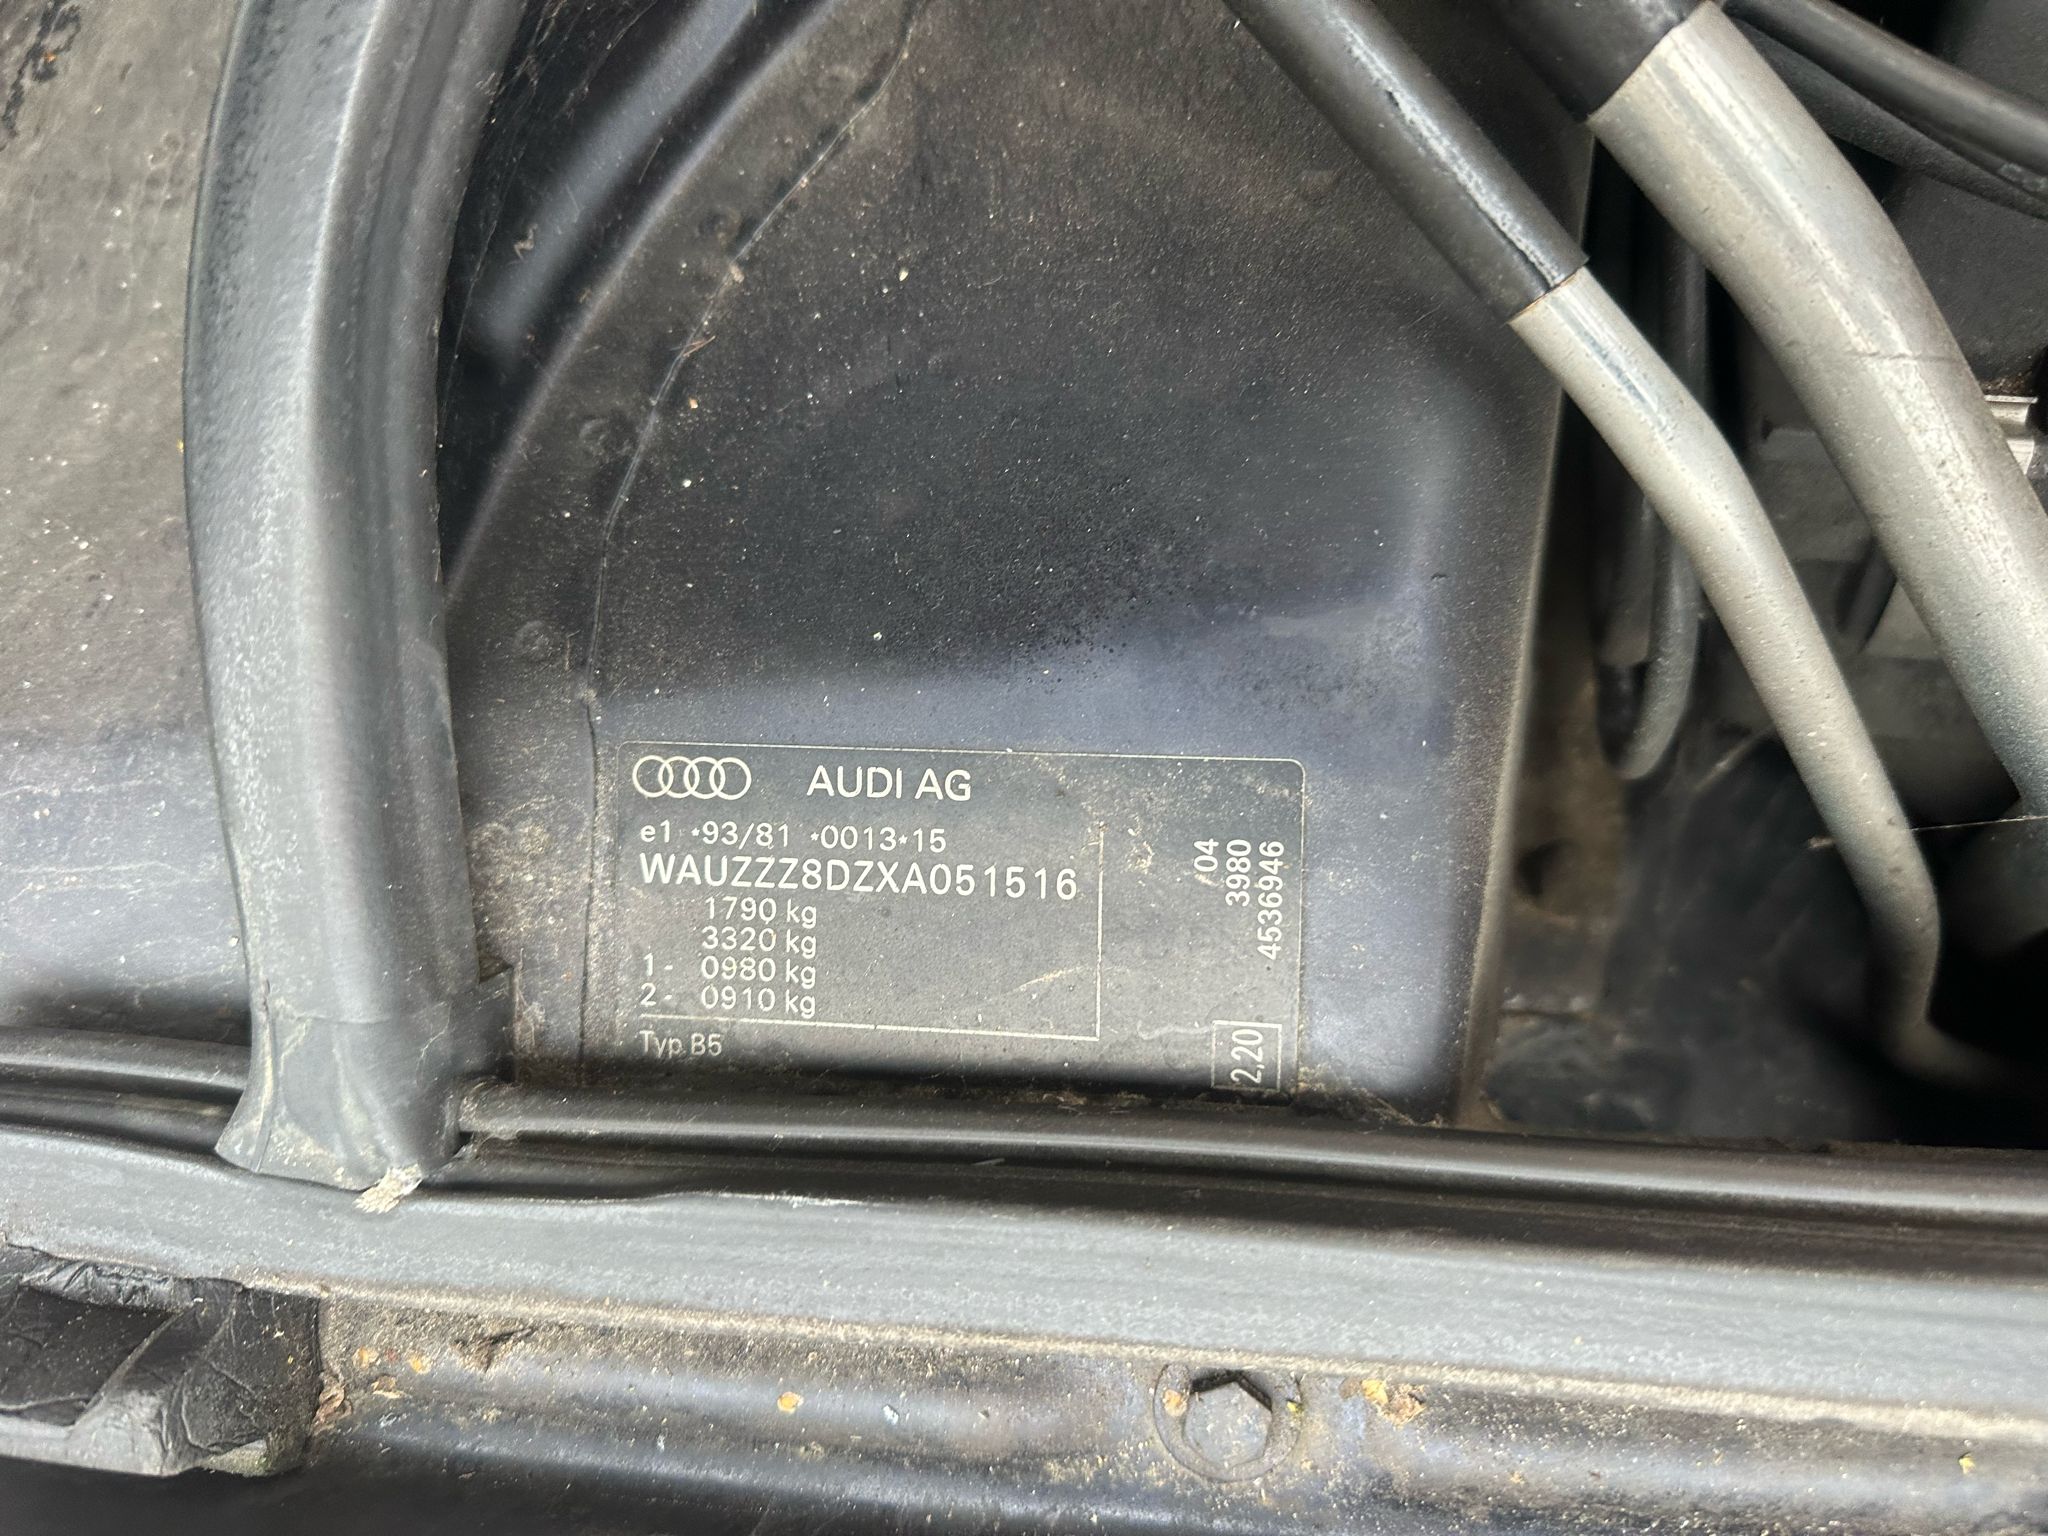 AUDI AG
e1 *93/81 *0013*15
WAUZZZ8DZXA051516
1790 kg
3320 kg
1- 0980 kg
2- 0910 kg
Typ B5
04
3980
4536946
2,20